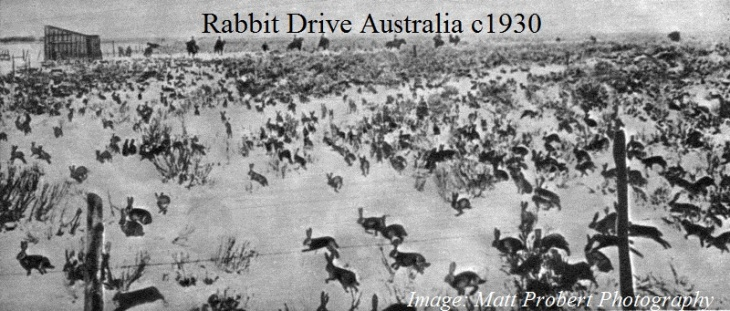 Rabbit Drive Australia c1930
Image: Matt Probert Photography